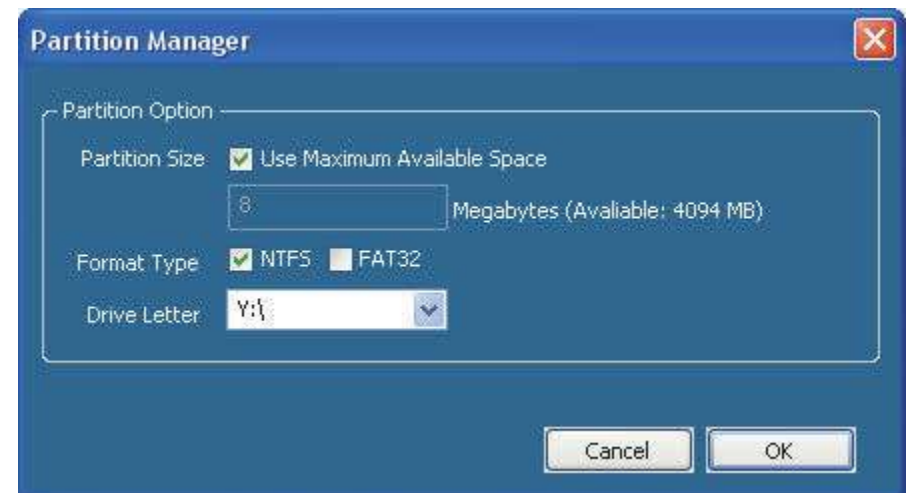 Partition Manager
Partition Option
Partition Size Use Maximum Available Space
8 Megabytes (Avaliable: 4094 MB)
Format Type NTFS FAT32
Drive Letter Y:\
Cancel OK